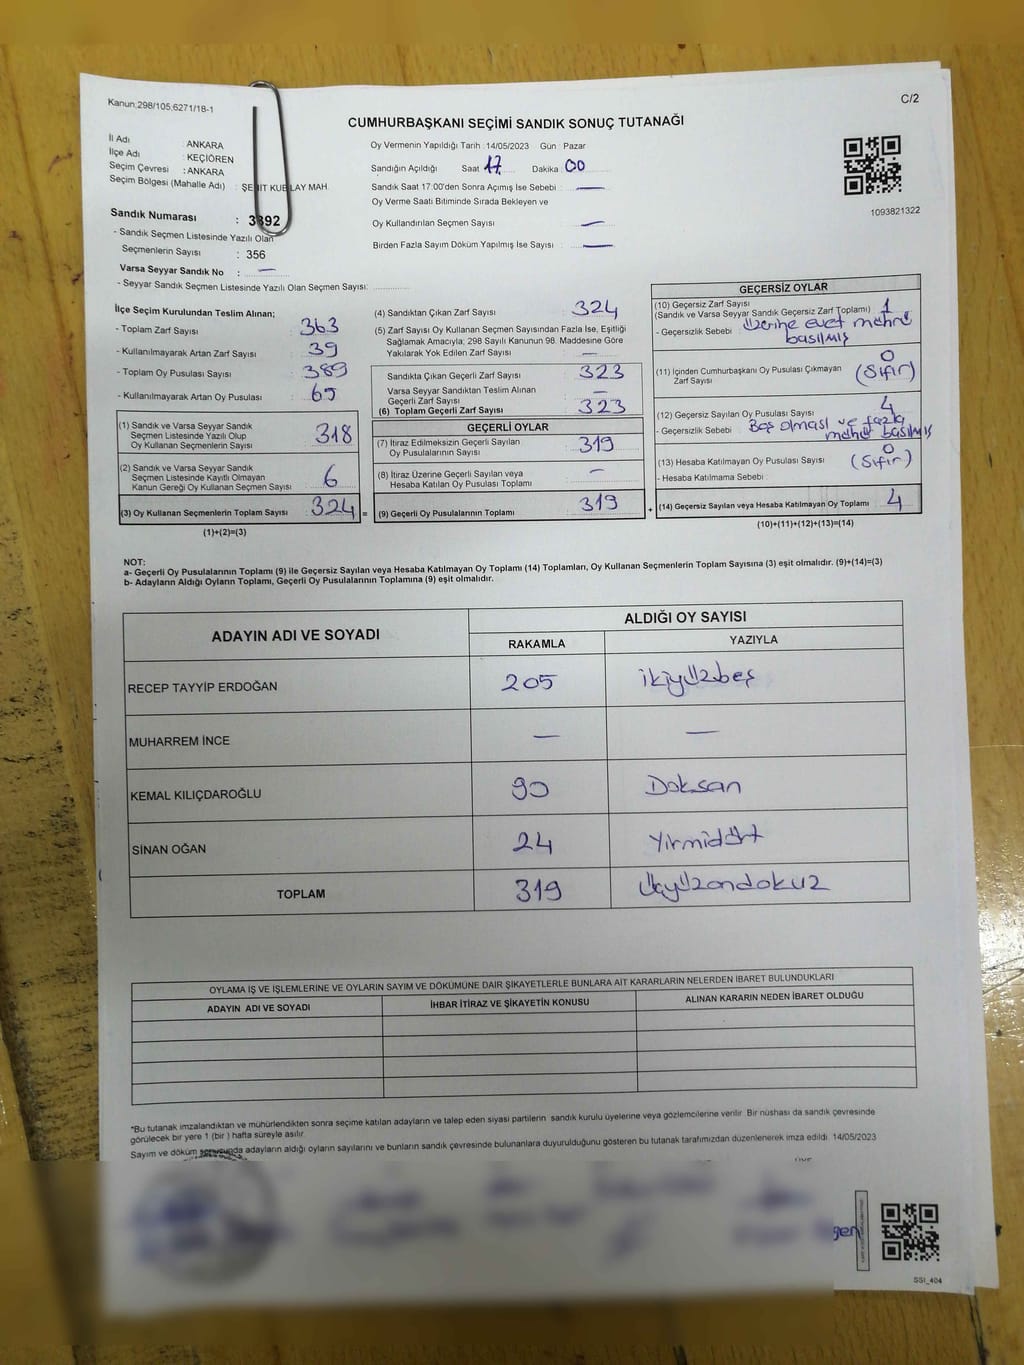 Kanun;298/105;6271/18-1
C/2
CUMHURBAŞKANI SEÇİMİ SANDIK SONUÇ TUTANAĞI
İl Adı : ANKARA
İlçe Adı : KEÇİÖREN
Seçim Çevresi : ANKARA
Seçim Bölgesi (Mahalle Adı) : ŞEHİT KUBİLAY MAH.
Sandık Numarası : 3392
- Sandık Seçmen Listesinde Yazılı Olan
Seçmenlerin Sayısı : 356
Varsa Seyyar Sandık No : —
- Seyyar Sandık Seçmen Listesinde Yazılı Olan Seçmen Sayısı:
Oy Vermenin Yapıldığı Tarih : 14/05/2023 Gün : Pazar
Sandığın Açıldığı Saat 17 Dakika 00
Sandık Saat 17:00'den Sonra Açımış İse Sebebi : —
Oy Verme Saati Bitiminde Sırada Bekleyen ve
Oy Kullandırılan Seçmen Sayısı : —
Birden Fazla Sayım Döküm Yapılmış İse Sayısı : —
1093821322
İlçe Seçim Kurulundan Teslim Alınan;
- Toplam Zarf Sayısı : 363
- Kullanılmayarak Artan Zarf Sayısı : 39
- Toplam Oy Pusulası Sayısı : 389
- Kullanılmayarak Artan Oy Pusulası : 65
(1) Sandık ve Varsa Seyyar Sandık
Seçmen Listesinde Yazılı Olup
Oy Kullanan Seçmenlerin Sayısı 318
(2) Sandık ve Varsa Seyyar Sandık
Seçmen Listesinde Kayıtlı Olmayan
Kanun Gereği Oy Kullanan Seçmen Sayısı 6
(3) Oy Kullanan Seçmenlerin Toplam Sayısı 324 =
(1)+(2)=(3)
(4) Sandıktan Çıkan Zarf Sayısı : 324
(5) Zarf Sayısı Oy Kullanan Seçmen Sayısından Fazla İse, Eşitliği
Sağlamak Amacıyla; 298 Sayılı Kanunun 98. Maddesine Göre
Yakılarak Yok Edilen Zarf Sayısı : —
Sandıkta Çıkan Geçerli Zarf Sayısı : 323
Varsa Seyyar Sandıktan Teslim Alınan
Geçerli Zarf Sayısı : —
(6) Toplam Geçerli Zarf Sayısı : 323
GEÇERLİ OYLAR
(7) İtiraz Edilmeksizin Geçerli Sayılan
Oy Pusulalarının Sayısı : 319
(8) İtiraz Üzerine Geçerli Sayılan veya
Hesaba Katılan Oy Pusulası Toplamı : —
(9) Geçerli Oy Pusulalarının Toplamı : 319 +
GEÇERSİZ OYLAR
(10) Geçersiz Zarf Sayısı
(Sandık ve Varsa Seyyar Sandık Geçersiz Zarf Toplamı) 1
- Geçersizlik Sebebi : Üzerine evet mührü
basılmış
(11) İçinden Cumhurbaşkanı Oy Pusulası Çıkmayan
Zarf Sayısı : 0 (Sıfır)
(12) Geçersiz Sayılan Oy Pusulası Sayısı : 4
- Geçersizlik Sebebi : Boş olması ve fazla
mühür basılmış
(13) Hesaba Katılmayan Oy Pusulası Sayısı : 0 (Sıfır)
- Hesaba Katılmama Sebebi :
(14) Geçersiz Sayılan veya Hesaba Katılmayan Oy Toplamı : 4
(10)+(11)+(12)+(13)=(14)
NOT:
a- Geçerli Oy Pusulalarının Toplamı (9) ile Geçersiz Sayılan veya Hesaba Katılmayan Oy Toplamı (14) Toplamları, Oy Kullanan Seçmenlerin Toplam Sayısına (3) eşit olmalıdır. (9)+(14)=(3)
b- Adayların Aldığı Oyların Toplamı, Geçerli Oy Pusulalarının Toplamına (9) eşit olmalıdır.
ADAYIN ADI VE SOYADI
ALDIĞI OY SAYISI
RAKAMLA YAZIYLA
RECEP TAYYİP ERDOĞAN 205 ikiyüzbeş
MUHARREM İNCE — —
KEMAL KILIÇDAROĞLU 90 Doksan
SİNAN OĞAN 24 Yirmidört
TOPLAM 319 Üçyüzondokuz
OYLAMA İŞ VE İŞLEMLERİNE VE OYLARIN SAYIM VE DÖKÜMÜNE DAİR ŞİKAYETLERLE BUNLARA AİT KARARLARIN NELERDEN İBARET BULUNDUKLARI
ADAYIN ADI VE SOYADI İHBAR İTİRAZ VE ŞİKAYETİN KONUSU ALINAN KARARIN NEDEN İBARET OLDUĞU
*Bu tutanak imzalandıktan ve mühürlendikten sonra seçime katılan adayların ve talep eden siyasi partilerin sandık kurulu üyelerine veya gözlemcilerine verilir. Bir nüshası da sandık çevresinde
görülecek bir yere 1 (bir ) hafta süreyle asılır.
Sayım ve döküm sonucunda adayların aldığı oyların sayılarını ve bunların sandık çevresinde bulunanlara duyurulduğunu gösteren bu tutanak tarafımızdan düzenlenerek imza edildi. 14/05/2023
gen
SSI_404